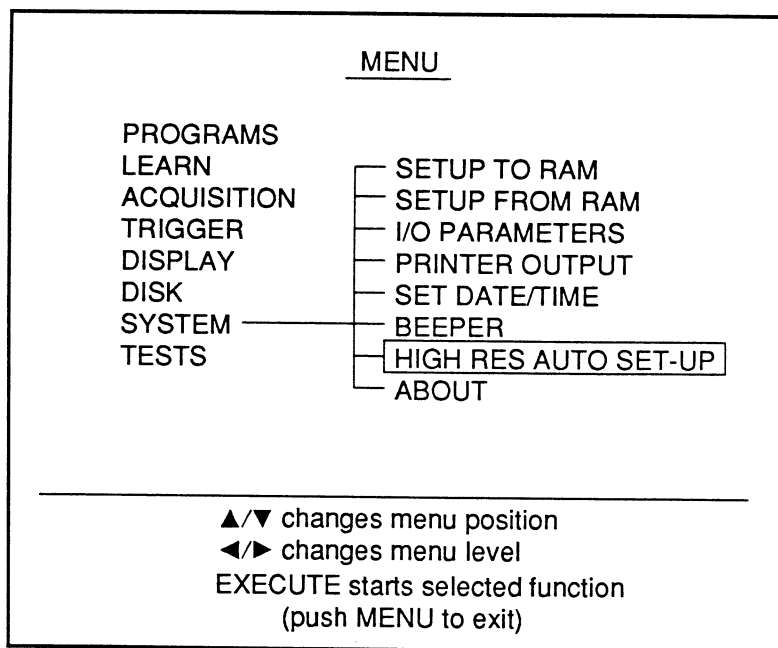 MENU
PROGRAMS
LEARN
ACQUISITION
TRIGGER
DISPLAY
DISK
SYSTEM
TESTS
SETUP TO RAM
SETUP FROM RAM
I/O PARAMETERS
PRINTER OUTPUT
SET DATE/TIME
BEEPER
HIGH RES AUTO SET-UP
ABOUT
▲/▼ changes menu position
◄/► changes menu level
EXECUTE starts selected function
(push MENU to exit)